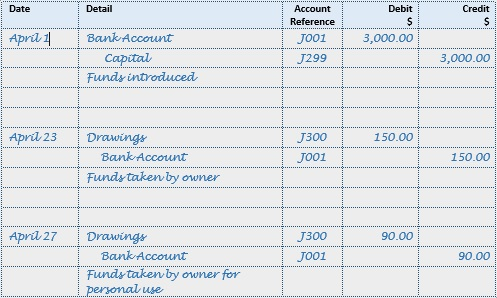 Date Detail Account Reference Debit $ Credit $
April 1 Bank Account J001 3,000.00
Capital J299 3,000.00
Funds introduced
April 23 Drawings J300 150.00
Bank Account J001 150.00
Funds taken by owner
April 27 Drawings J300 90.00
Bank Account J001 90.00
Funds taken by owner for
personal use